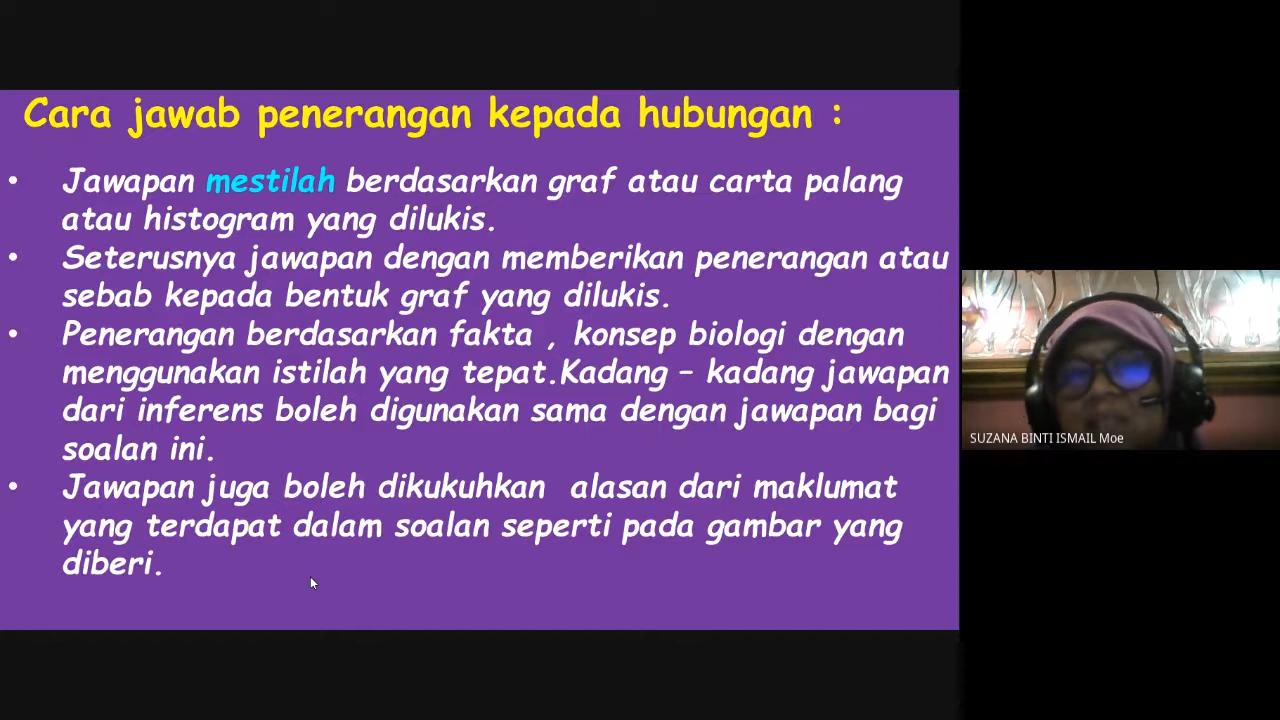 Cara jawab penerangan kepada hubungan :
• Jawapan mestilah berdasarkan graf atau carta palang
atau histogram yang dilukis.
• Seterusnya jawapan dengan memberikan penerangan atau
sebab kepada bentuk graf yang dilukis.
• Penerangan berdasarkan fakta , konsep biologi dengan
menggunakan istilah yang tepat.Kadang – kadang jawapan
dari inferens boleh digunakan sama dengan jawapan bagi
soalan ini.
• Jawapan juga boleh dikukuhkan alasan dari maklumat
yang terdapat dalam soalan seperti pada gambar yang
diberi.
SUZANA BINTI ISMAIL Moe